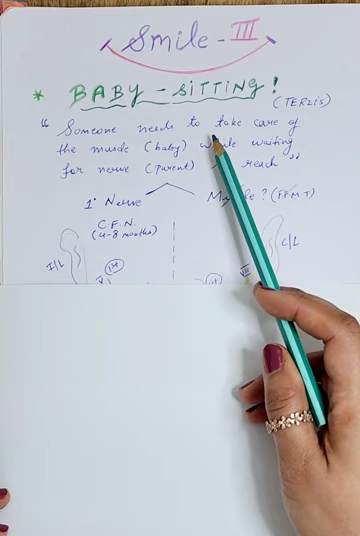 Smile - III
* BABY - SITTING !
(TERZIS)
" Someone needs to take care of
the muscle (baby) while waiting
for nerve (parent) reach "
1° Nerve
(F.F.M.T)
C.F.N.
(4-8 months)
I/L
C/L
VII